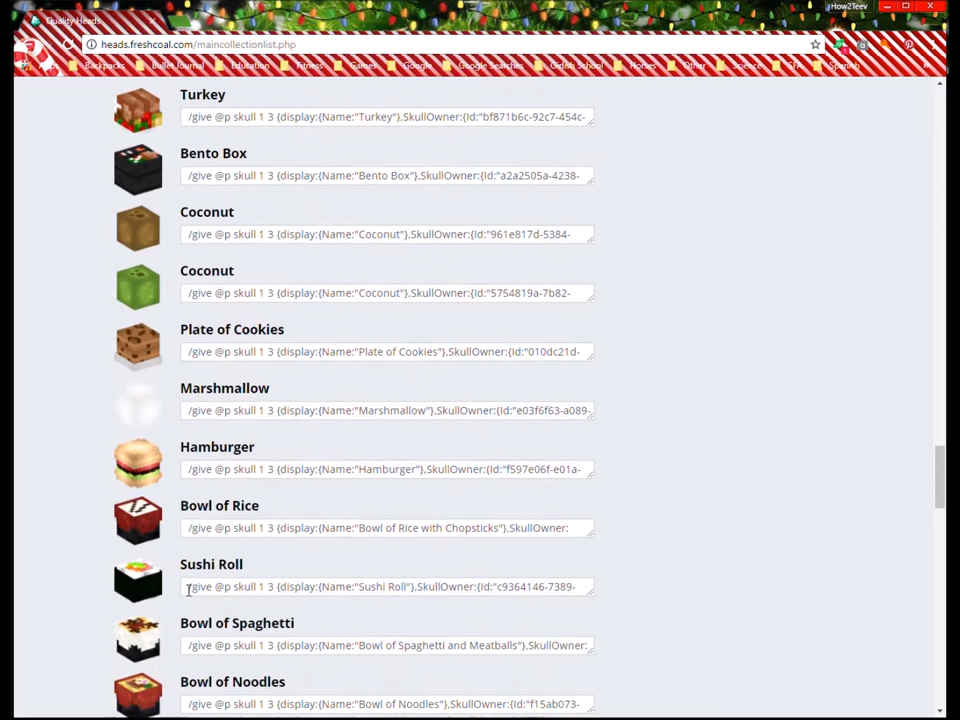 iHow2Teev
Quality Heads
heads.freshcoal.com/maincollectionlist.php
Apps Backpacks Bullet Journal Education Fitness Games Google Google Searches Girlish School Horses Other Science SFA Spanish
Turkey
/give @p skull 1 3 {display:{Name:"Turkey"},SkullOwner:{Id:"bf871b6c-92c7-454c-
Bento Box
/give @p skull 1 3 {display:{Name:"Bento Box"},SkullOwner:{Id:"a2a2505a-4238-
Coconut
/give @p skull 1 3 {display:{Name:"Coconut"},SkullOwner:{Id:"961e817d-5384-
Coconut
/give @p skull 1 3 {display:{Name:"Coconut"},SkullOwner:{Id:"5754819a-7b82-
Plate of Cookies
/give @p skull 1 3 {display:{Name:"Plate of Cookies"},SkullOwner:{Id:"010dc21d-
Marshmallow
/give @p skull 1 3 {display:{Name:"Marshmallow"},SkullOwner:{Id:"e03f6f63-a089-
Hamburger
/give @p skull 1 3 {display:{Name:"Hamburger"},SkullOwner:{Id:"f597e06f-e01a-
Bowl of Rice
/give @p skull 1 3 {display:{Name:"Bowl of Rice with Chopsticks"},SkullOwner:
Sushi Roll
/give @p skull 1 3 {display:{Name:"Sushi Roll"},SkullOwner:{Id:"c9364146-7389-
Bowl of Spaghetti
/give @p skull 1 3 {display:{Name:"Bowl of Spaghetti and Meatballs"},SkullOwner:
Bowl of Noodles
/give @p skull 1 3 {display:{Name:"Bowl of Noodles"},SkullOwner:{Id:"f15ab073-